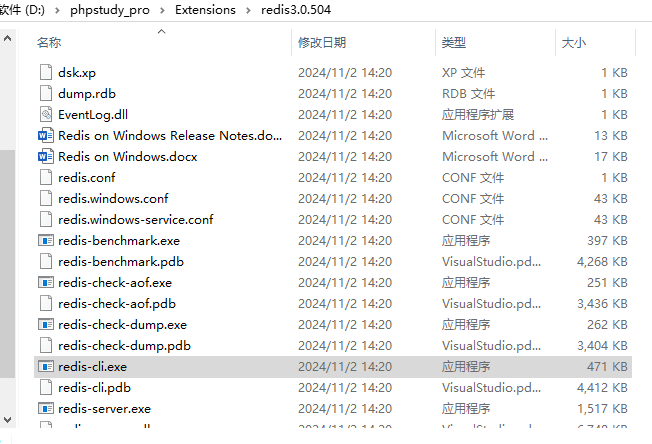 软件 (D:) > phpstudy_pro > Extensions > redis3.0.504
名称 修改日期 类型 大小
dsk.xp 2024/11/2 14:20 XP 文件 1 KB
dump.rdb 2024/11/2 14:20 RDB 文件 1 KB
EventLog.dll 2024/11/2 14:20 应用程序扩展 1 KB
Redis on Windows Release Notes.do... 2024/11/2 14:20 Microsoft Word ... 13 KB
Redis on Windows.docx 2024/11/2 14:20 Microsoft Word ... 17 KB
redis.conf 2024/11/2 14:20 CONF 文件 1 KB
redis.windows.conf 2024/11/2 14:20 CONF 文件 43 KB
redis.windows-service.conf 2024/11/2 14:20 CONF 文件 43 KB
redis-benchmark.exe 2024/11/2 14:20 应用程序 397 KB
redis-benchmark.pdb 2024/11/2 14:20 VisualStudio.pd... 4,268 KB
redis-check-aof.exe 2024/11/2 14:20 应用程序 251 KB
redis-check-aof.pdb 2024/11/2 14:20 VisualStudio.pd... 3,436 KB
redis-check-dump.exe 2024/11/2 14:20 应用程序 262 KB
redis-check-dump.pdb 2024/11/2 14:20 VisualStudio.pd... 3,404 KB
redis-cli.exe 2024/11/2 14:20 应用程序 471 KB
redis-cli.pdb 2024/11/2 14:20 VisualStudio.pd... 4,412 KB
redis-server.exe 2024/11/2 14:20 应用程序 1,517 KB